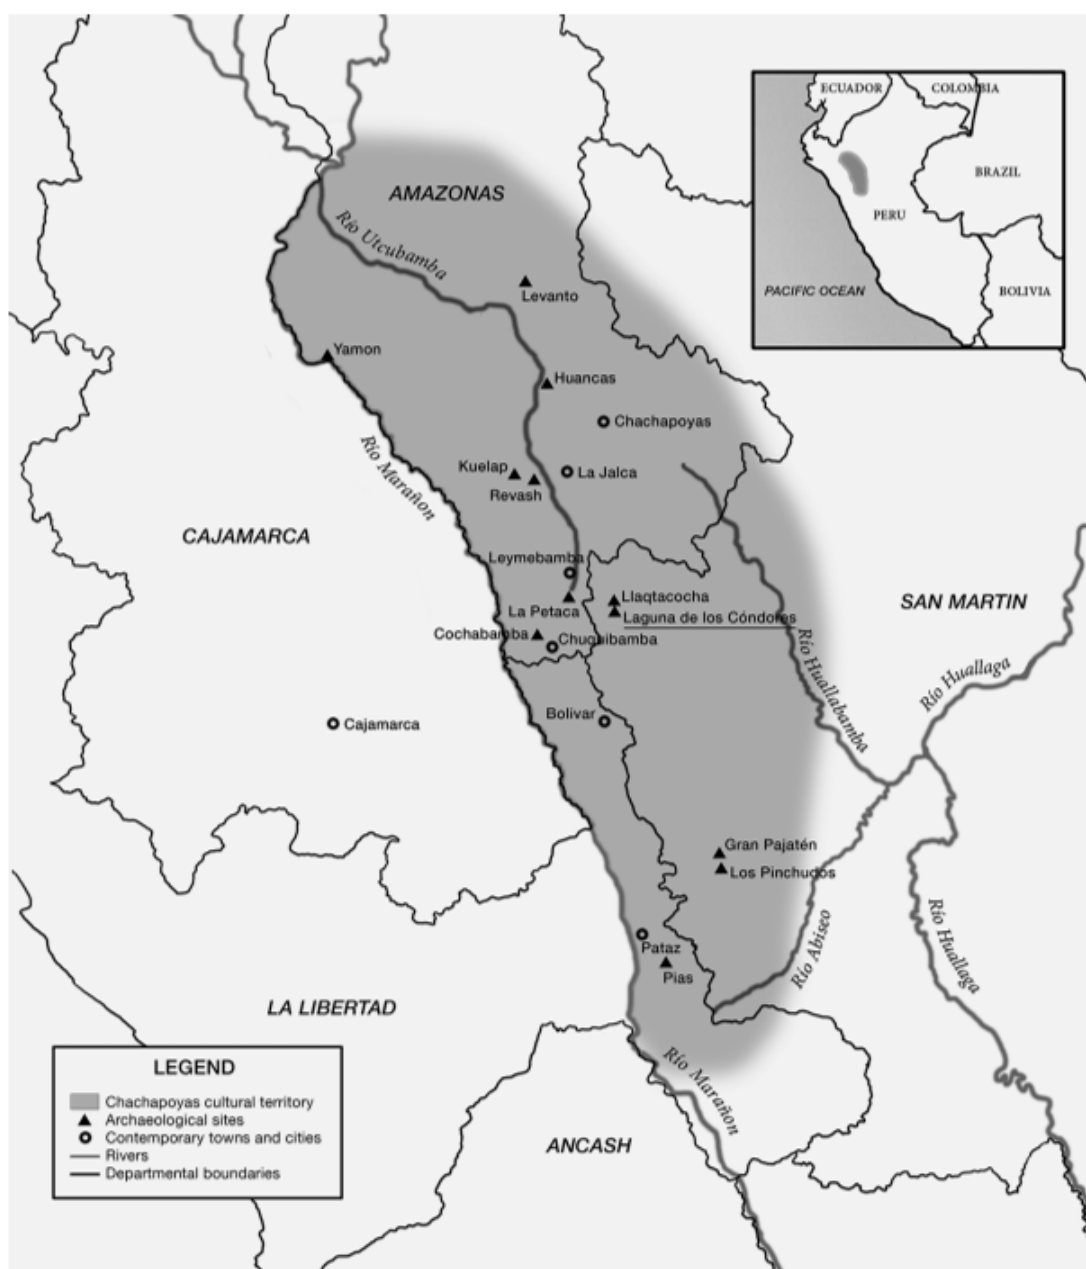 ECUADOR
COLOMBIA
BRAZIL
PERU
PACIFIC OCEAN
BOLIVIA
AMAZONAS
Río Utcubamba
Levanto
Yamon
Huancas
Chachapoyas
Río Marañon
Kuelap
La Jalca
Revash
CAJAMARCA
Leymebamba
Llaqtacocha
SAN MARTIN
La Petaca
Laguna de los Cóndores
Cochabamba
Chuquibamba
Río Huallabamba
Río Huallaga
Bolivar
Cajamarca
Gran Pajatén
Los Pinchudos
Río Abiseo
Río Huallaga
Pataz
Pias
LA LIBERTAD
Río Marañon
ANCASH
LEGEND
Chachapoyas cultural territory
Archaeological sites
Contemporary towns and cities
Rivers
Departmental boundaries